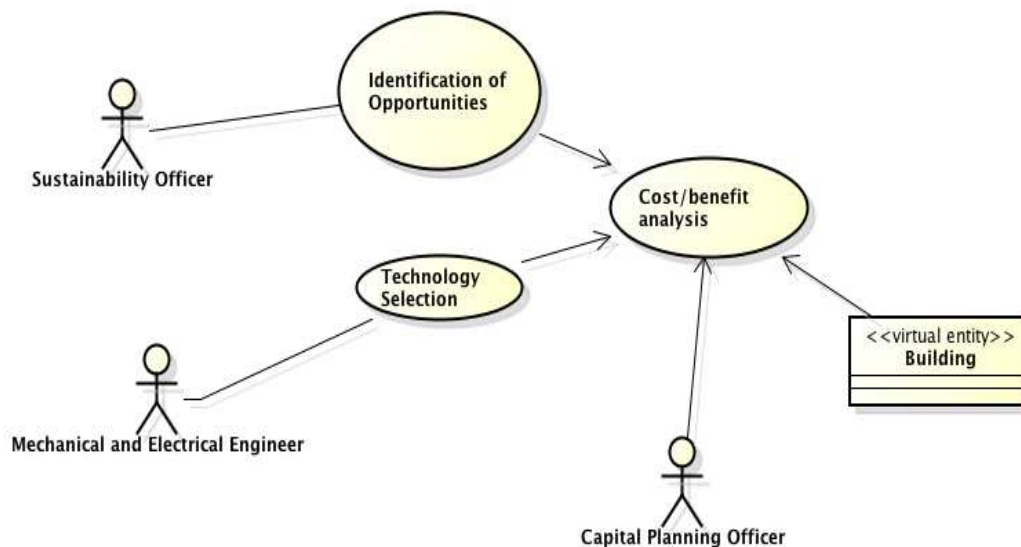 Identification of
Opportunities
Sustainability Officer
Cost/benefit
analysis
Technology
Selection
<<virtual entity>>
Building
Mechanical and Electrical Engineer
Capital Planning Officer